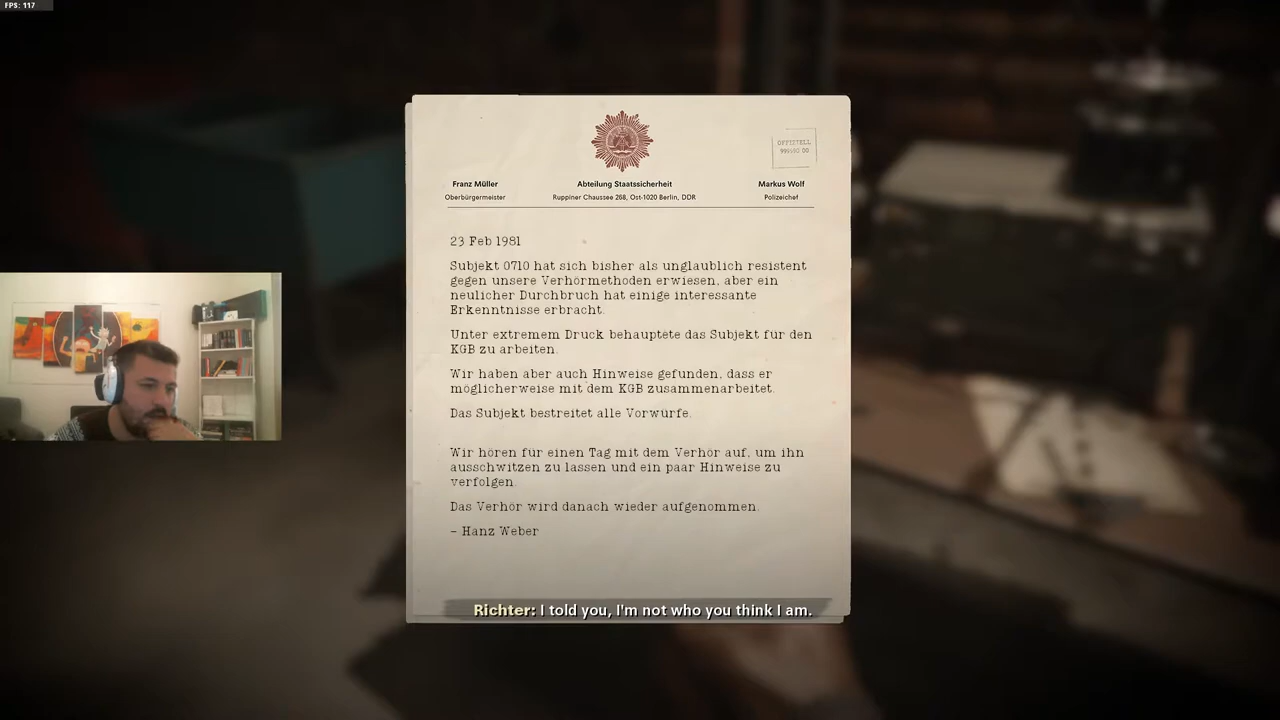 FPS: 117
OFFIZIELL
Franz Müller
Abteilung Staatssicherheit
Markus Wolf
Oberbürgermeister
Ruppiner Chaussee 268, Ost-1020 Berlin, DDR
Polizeichef
23 Feb 1981
Subjekt 0710 hat sich bisher als unglaublich resistent
gegen unsere Verhörmethoden erwiesen, aber ein
neulicher Durchbruch hat einige interessante
Erkenntnisse erbracht.
Unter extremem Druck behauptete das Subjekt für den
KGB zu arbeiten.
Wir haben aber auch Hinweise gefunden, dass er
möglicherweise mit dem KGB zusammenarbeitet.
Das Subjekt bestreitet alle Vorwürfe.
Wir hören für einen Tag mit dem Verhör auf, um ihn
ausschwitzen zu lassen und ein paar Hinweise zu
verfolgen.
Das Verhör wird danach wieder aufgenommen.
– Hanz Weber
Richter: I told you, I'm not who you think I am.